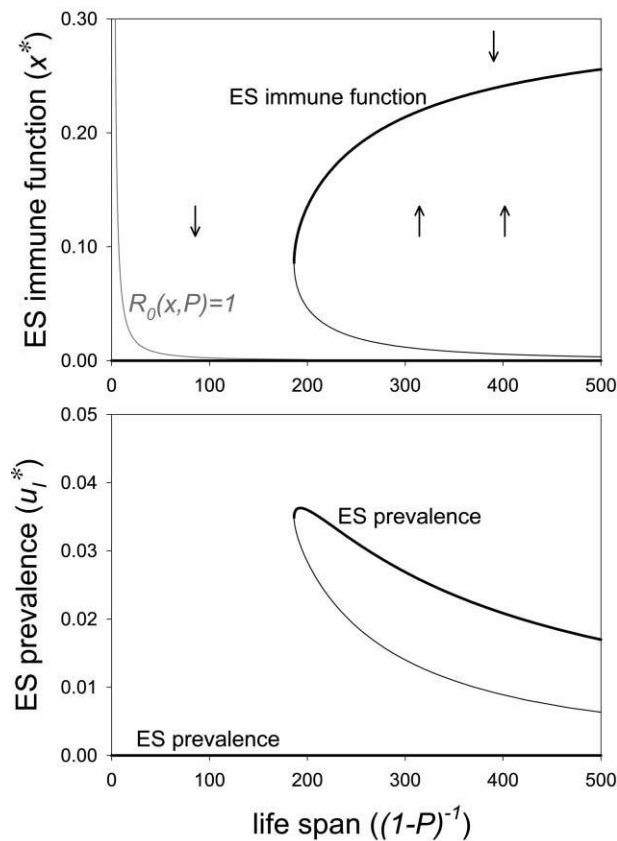 0.30
0.20
0.10
0.00
ES immune function (x*)
ES immune function
R₀(x,P)=1
0 100 200 300 400 500
0.05
0.04
0.03
0.02
0.01
0.00
ES prevalence (u_I*)
ES prevalence
ES prevalence
0 100 200 300 400 500
life span ((1-P)⁻¹)